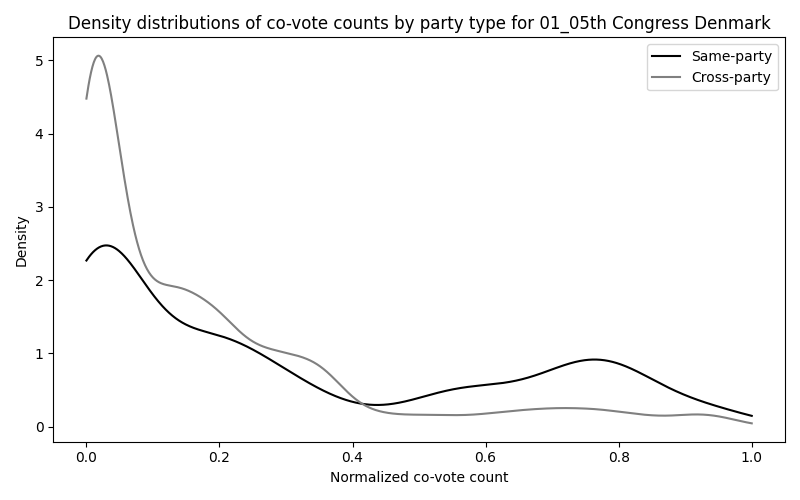 Density distributions of co-vote counts by party type for 01_05th Congress Denmark
Same-party
Cross-party
Density
5
4
3
2
1
0
0.0 0.2 0.4 0.6 0.8 1.0
Normalized co-vote count